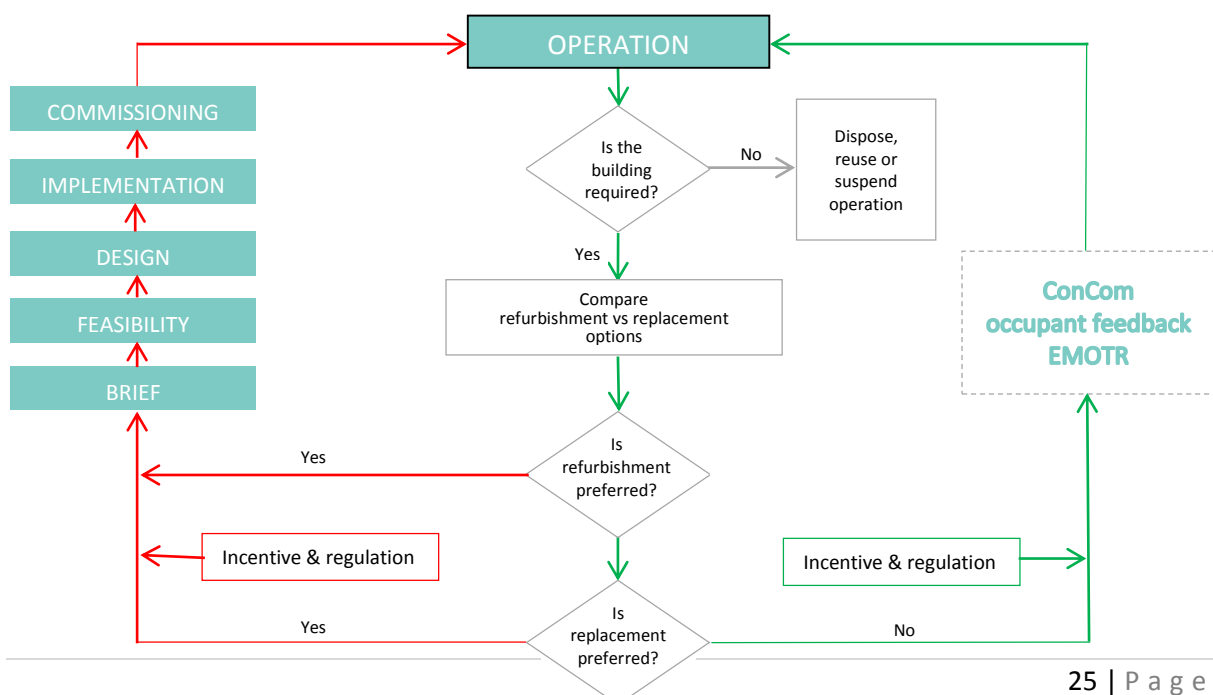 OPERATION
COMMISSIONING
IMPLEMENTATION
DESIGN
FEASIBILITY
BRIEF
Is the
building
required?
No
Dispose,
reuse or
suspend
operation
Yes
Compare
refurbishment vs replacement
options
ConCom
occupant feedback
EMOTR
Is
refurbishment
preferred?
Yes
Incentive & regulation
Incentive & regulation
Is
replacement
preferred?
Yes
No
25 | P a g e